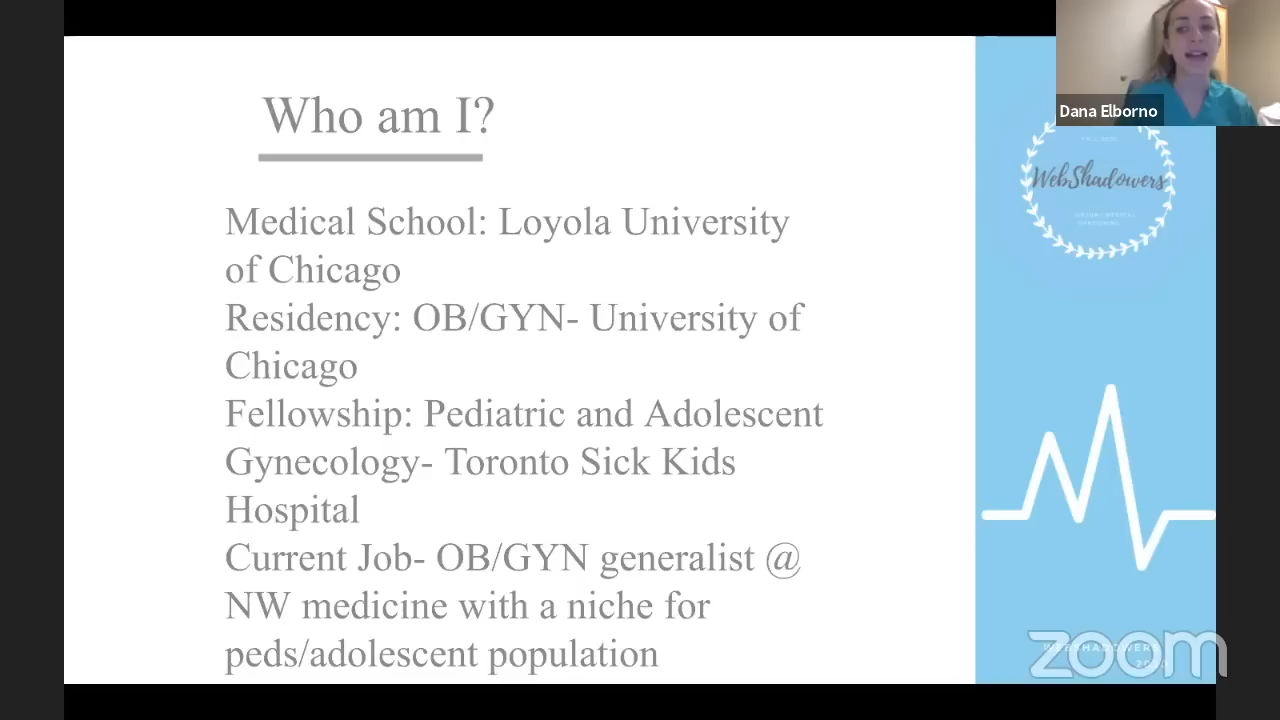 Who am I?
Dana Elborno
Medical School: Loyola University
of Chicago
Residency: OB/GYN- University of
Chicago
Fellowship: Pediatric and Adolescent
Gynecology- Toronto Sick Kids
Hospital
Current Job- OB/GYN generalist @
NW medicine with a niche for
peds/adolescent population
WebShadowers
WEBSHADOWERS
zoom